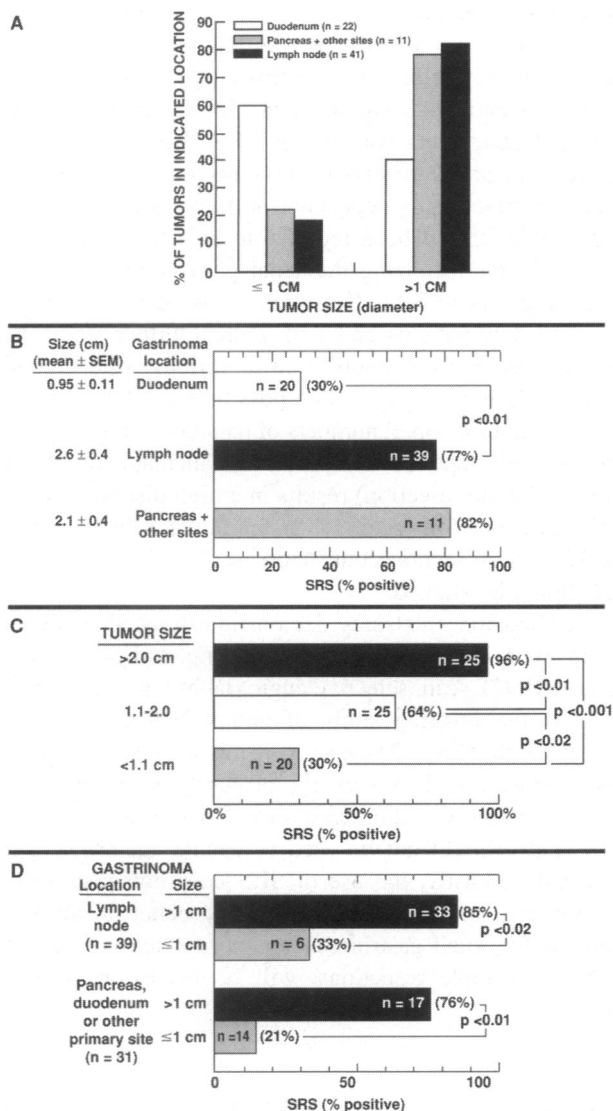 A
% OF TUMORS IN INDICATED LOCATION
90
80
70
60
50
40
30
20
10
0
Duodenum (n = 22)
Pancreas + other sites (n = 11)
Lymph node (n = 41)
≤ 1 CM >1 CM
TUMOR SIZE (diameter)
B
Size (cm) Gastrinoma
(mean ± SEM) location
0.95 ± 0.11 Duodenum n = 20 (30%)
p <0.01
2.6 ± 0.4 Lymph node n = 39 (77%)
2.1 ± 0.4 Pancreas + other sites n = 11 (82%)
0 20 40 60 80 100
SRS (% positive)
C
TUMOR SIZE
>2.0 cm n = 25 (96%)
p <0.01
1.1-2.0 n = 25 (64%) p <0.001
p <0.02
<1.1 cm n = 20 (30%)
0% 50% 100%
SRS (% positive)
D
GASTRINOMA
Location Size
Lymph node (n = 39) >1 cm n = 33 (85%)
p <0.02
≤1 cm n = 6 (33%)
Pancreas, duodenum or other primary site (n = 31) >1 cm n = 17 (76%)
p <0.01
≤1 cm n =14 (21%)
0 50 100
SRS (% positive)